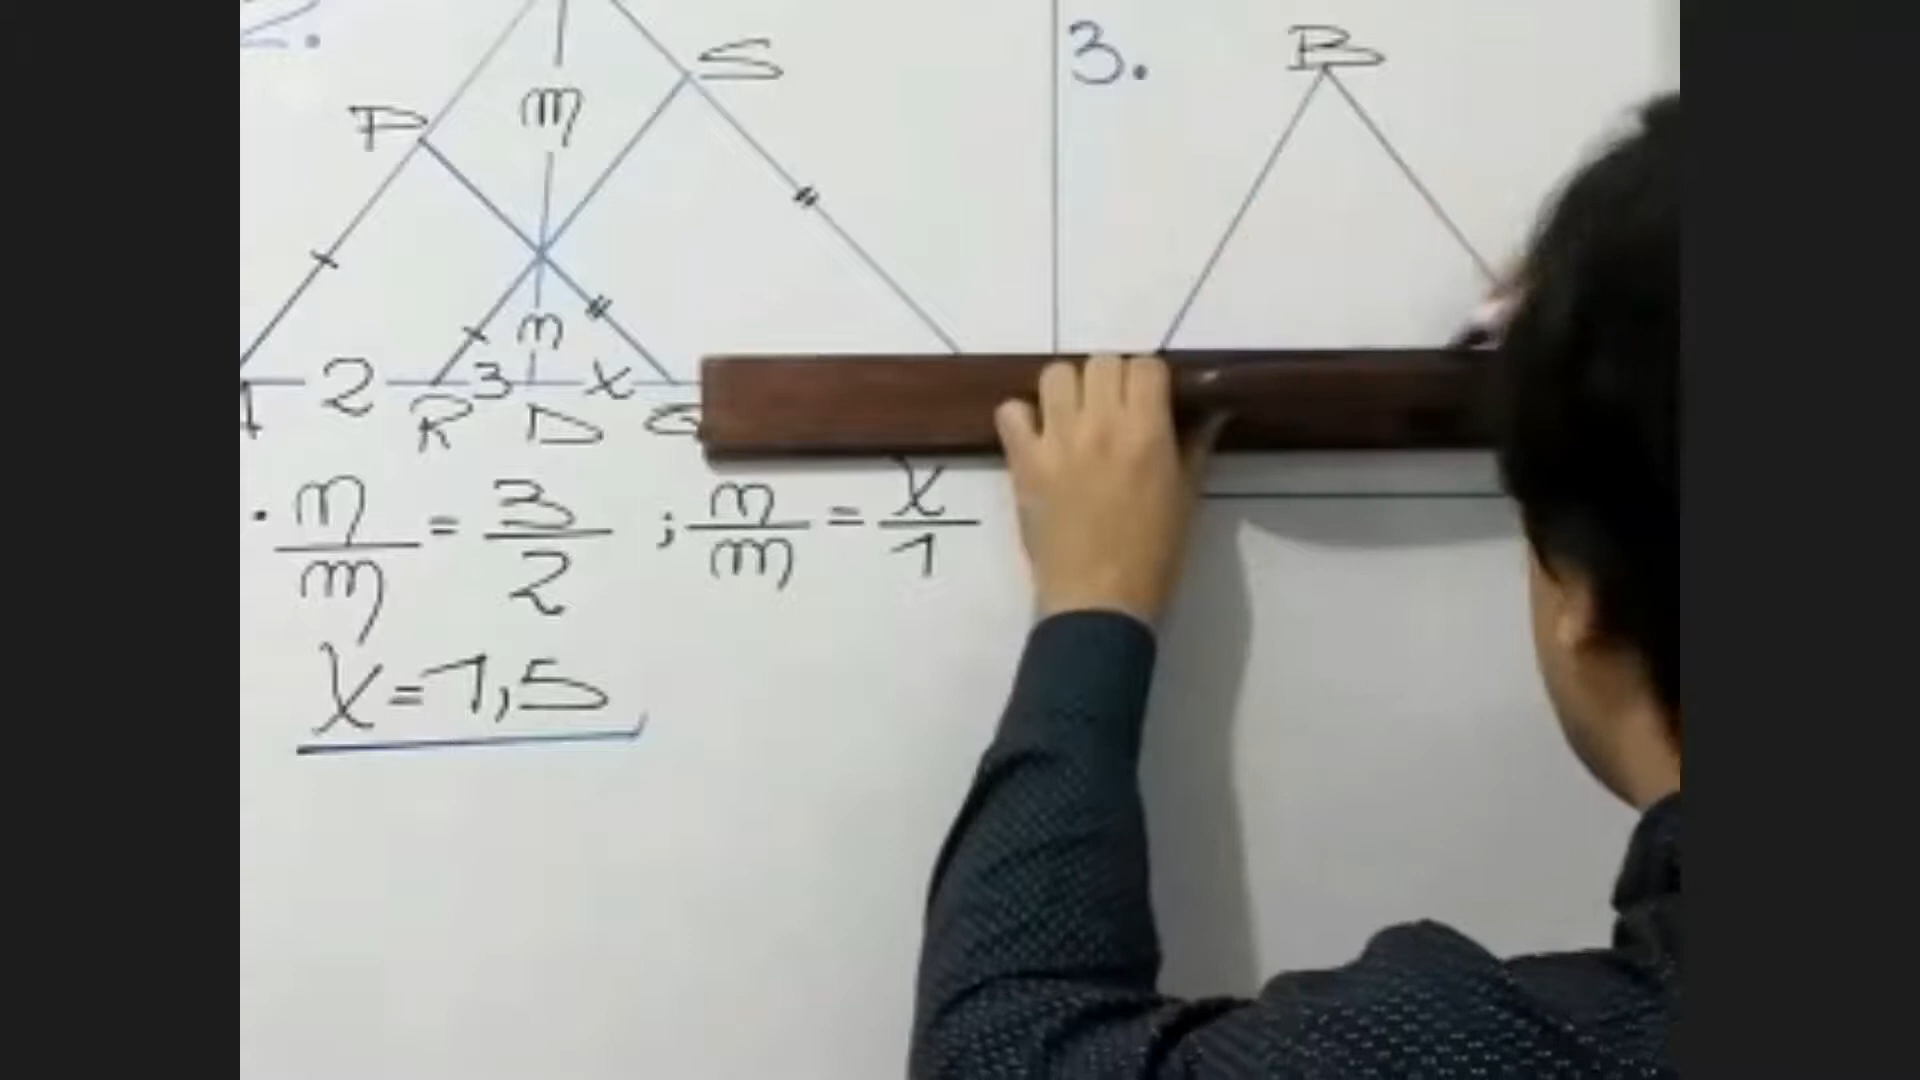 2.
P
S
m
n
2 3 x
R D Q
· n/m = 3/2 ; n/m = x/1
x=1,5
3.
B